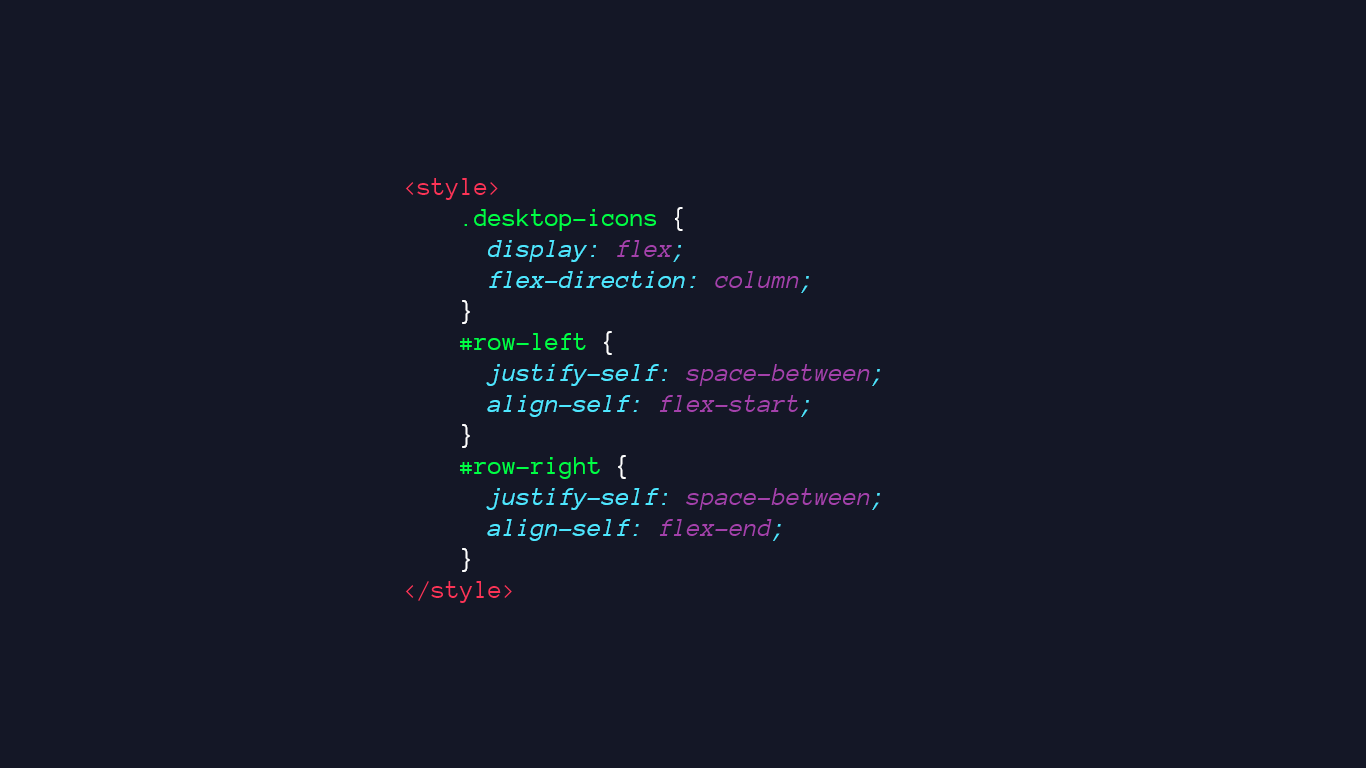 <style>
    .desktop-icons {
      display: flex;
      flex-direction: column;
    }
    #row-left {
      justify-self: space-between;
      align-self: flex-start;
    }
    #row-right {
      justify-self: space-between;
      align-self: flex-end;
    }
</style>